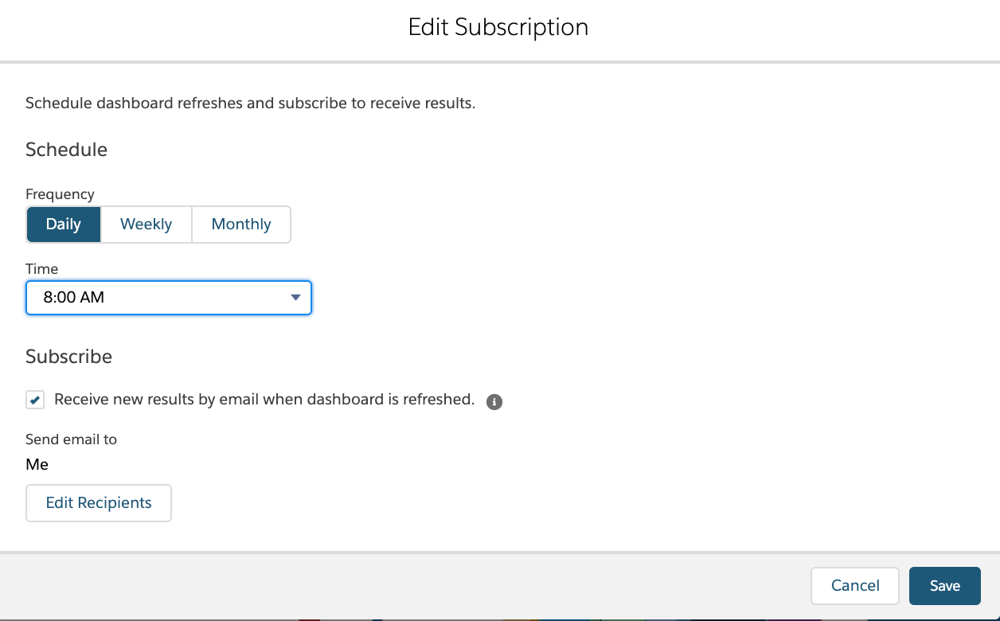 Edit Subscription
Schedule dashboard refreshes and subscribe to receive results.
Schedule
Frequency
Daily Weekly Monthly
Time
8:00 AM
Subscribe
Receive new results by email when dashboard is refreshed.
Send email to
Me
Edit Recipients
Cancel Save